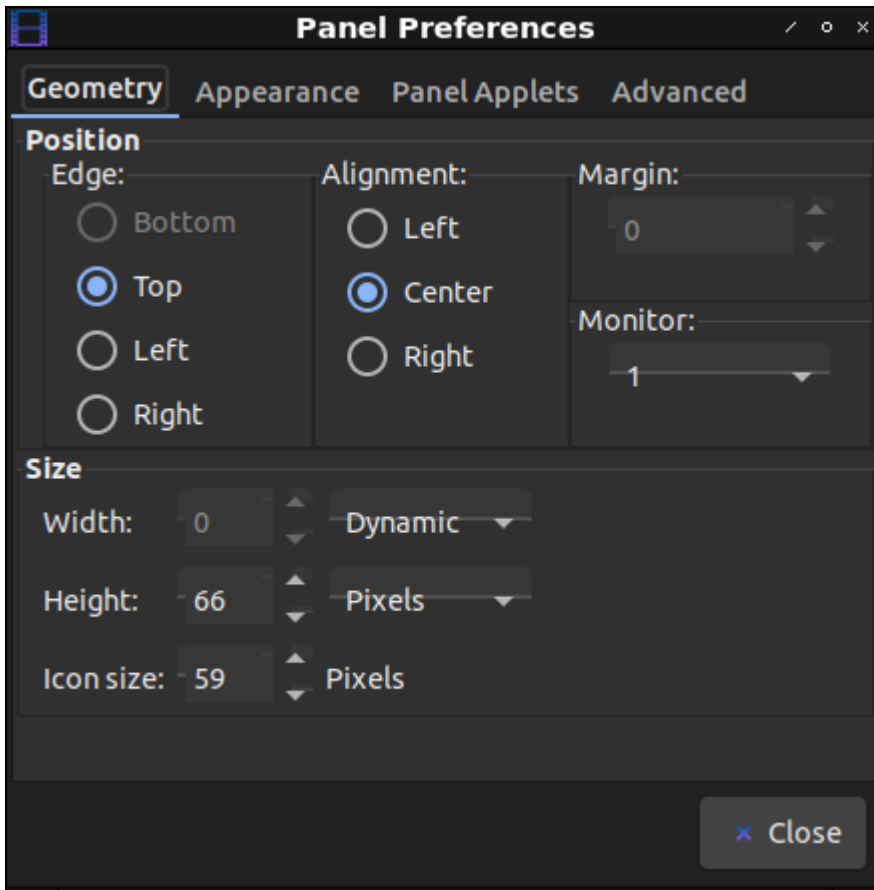 Panel Preferences
Geometry Appearance Panel Applets Advanced
Position
Edge: Alignment: Margin:
Bottom Left 0
Top Center
Monitor:
Left Right 1
Right
Size
Width: 0 Dynamic
Height: 66 Pixels
Icon size: 59 Pixels
Close